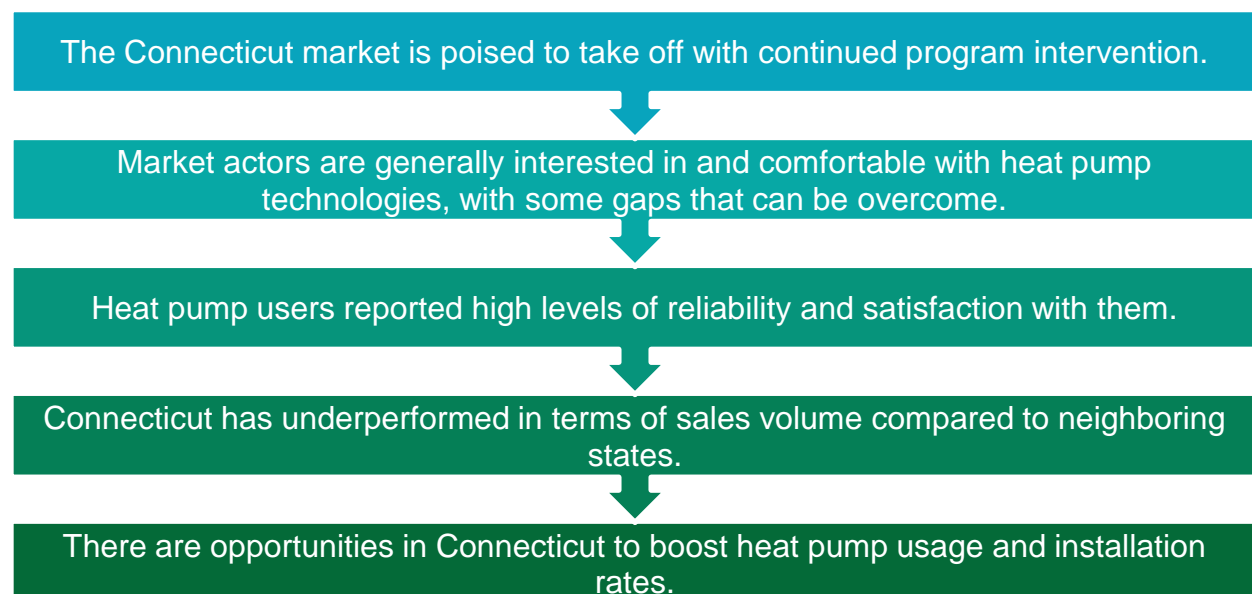 The Connecticut market is poised to take off with continued program intervention.
Market actors are generally interested in and comfortable with heat pump
technologies, with some gaps that can be overcome.
Heat pump users reported high levels of reliability and satisfaction with them.
Connecticut has underperformed in terms of sales volume compared to neighboring
states.
There are opportunities in Connecticut to boost heat pump usage and installation
rates.